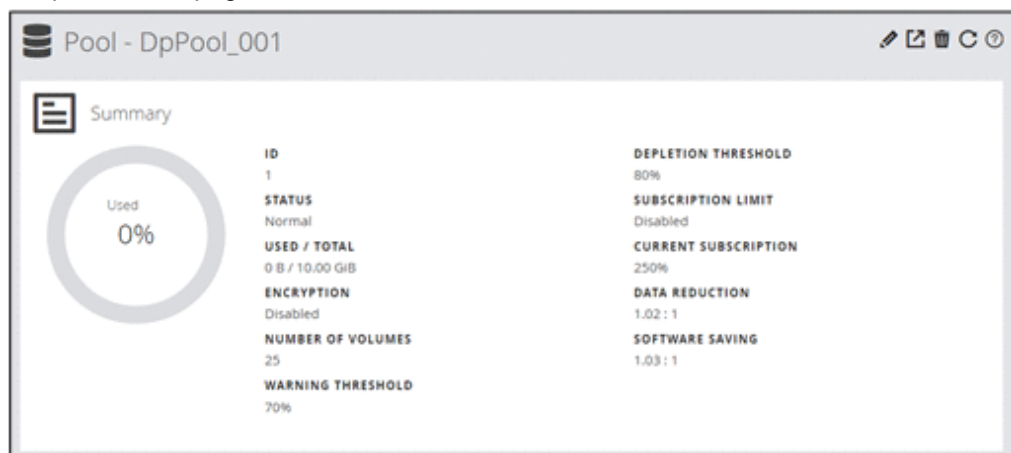 Pool - DpPool_001
Summary
Used
0%
ID
1
STATUS
Normal
USED / TOTAL
0 B / 10.00 GiB
ENCRYPTION
Disabled
NUMBER OF VOLUMES
25
WARNING THRESHOLD
70%
DEPLETION THRESHOLD
80%
SUBSCRIPTION LIMIT
Disabled
CURRENT SUBSCRIPTION
250%
DATA REDUCTION
1.02 : 1
SOFTWARE SAVING
1.03 : 1